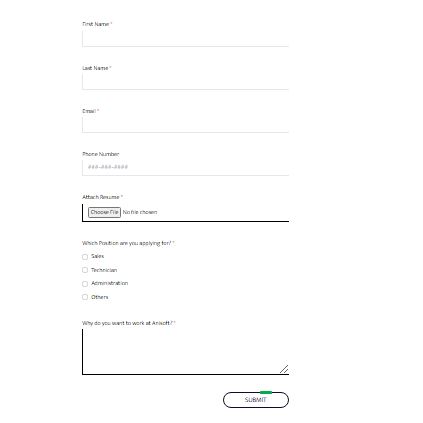 First Name *
Last Name *
Email *
Phone Number
###-###-####
Attach Resume *
Choose File No file chosen
Which Position are you applying for? *
Sales
Technician
Administration
Others
Why do you want to work at Anisoft? *
SUBMIT